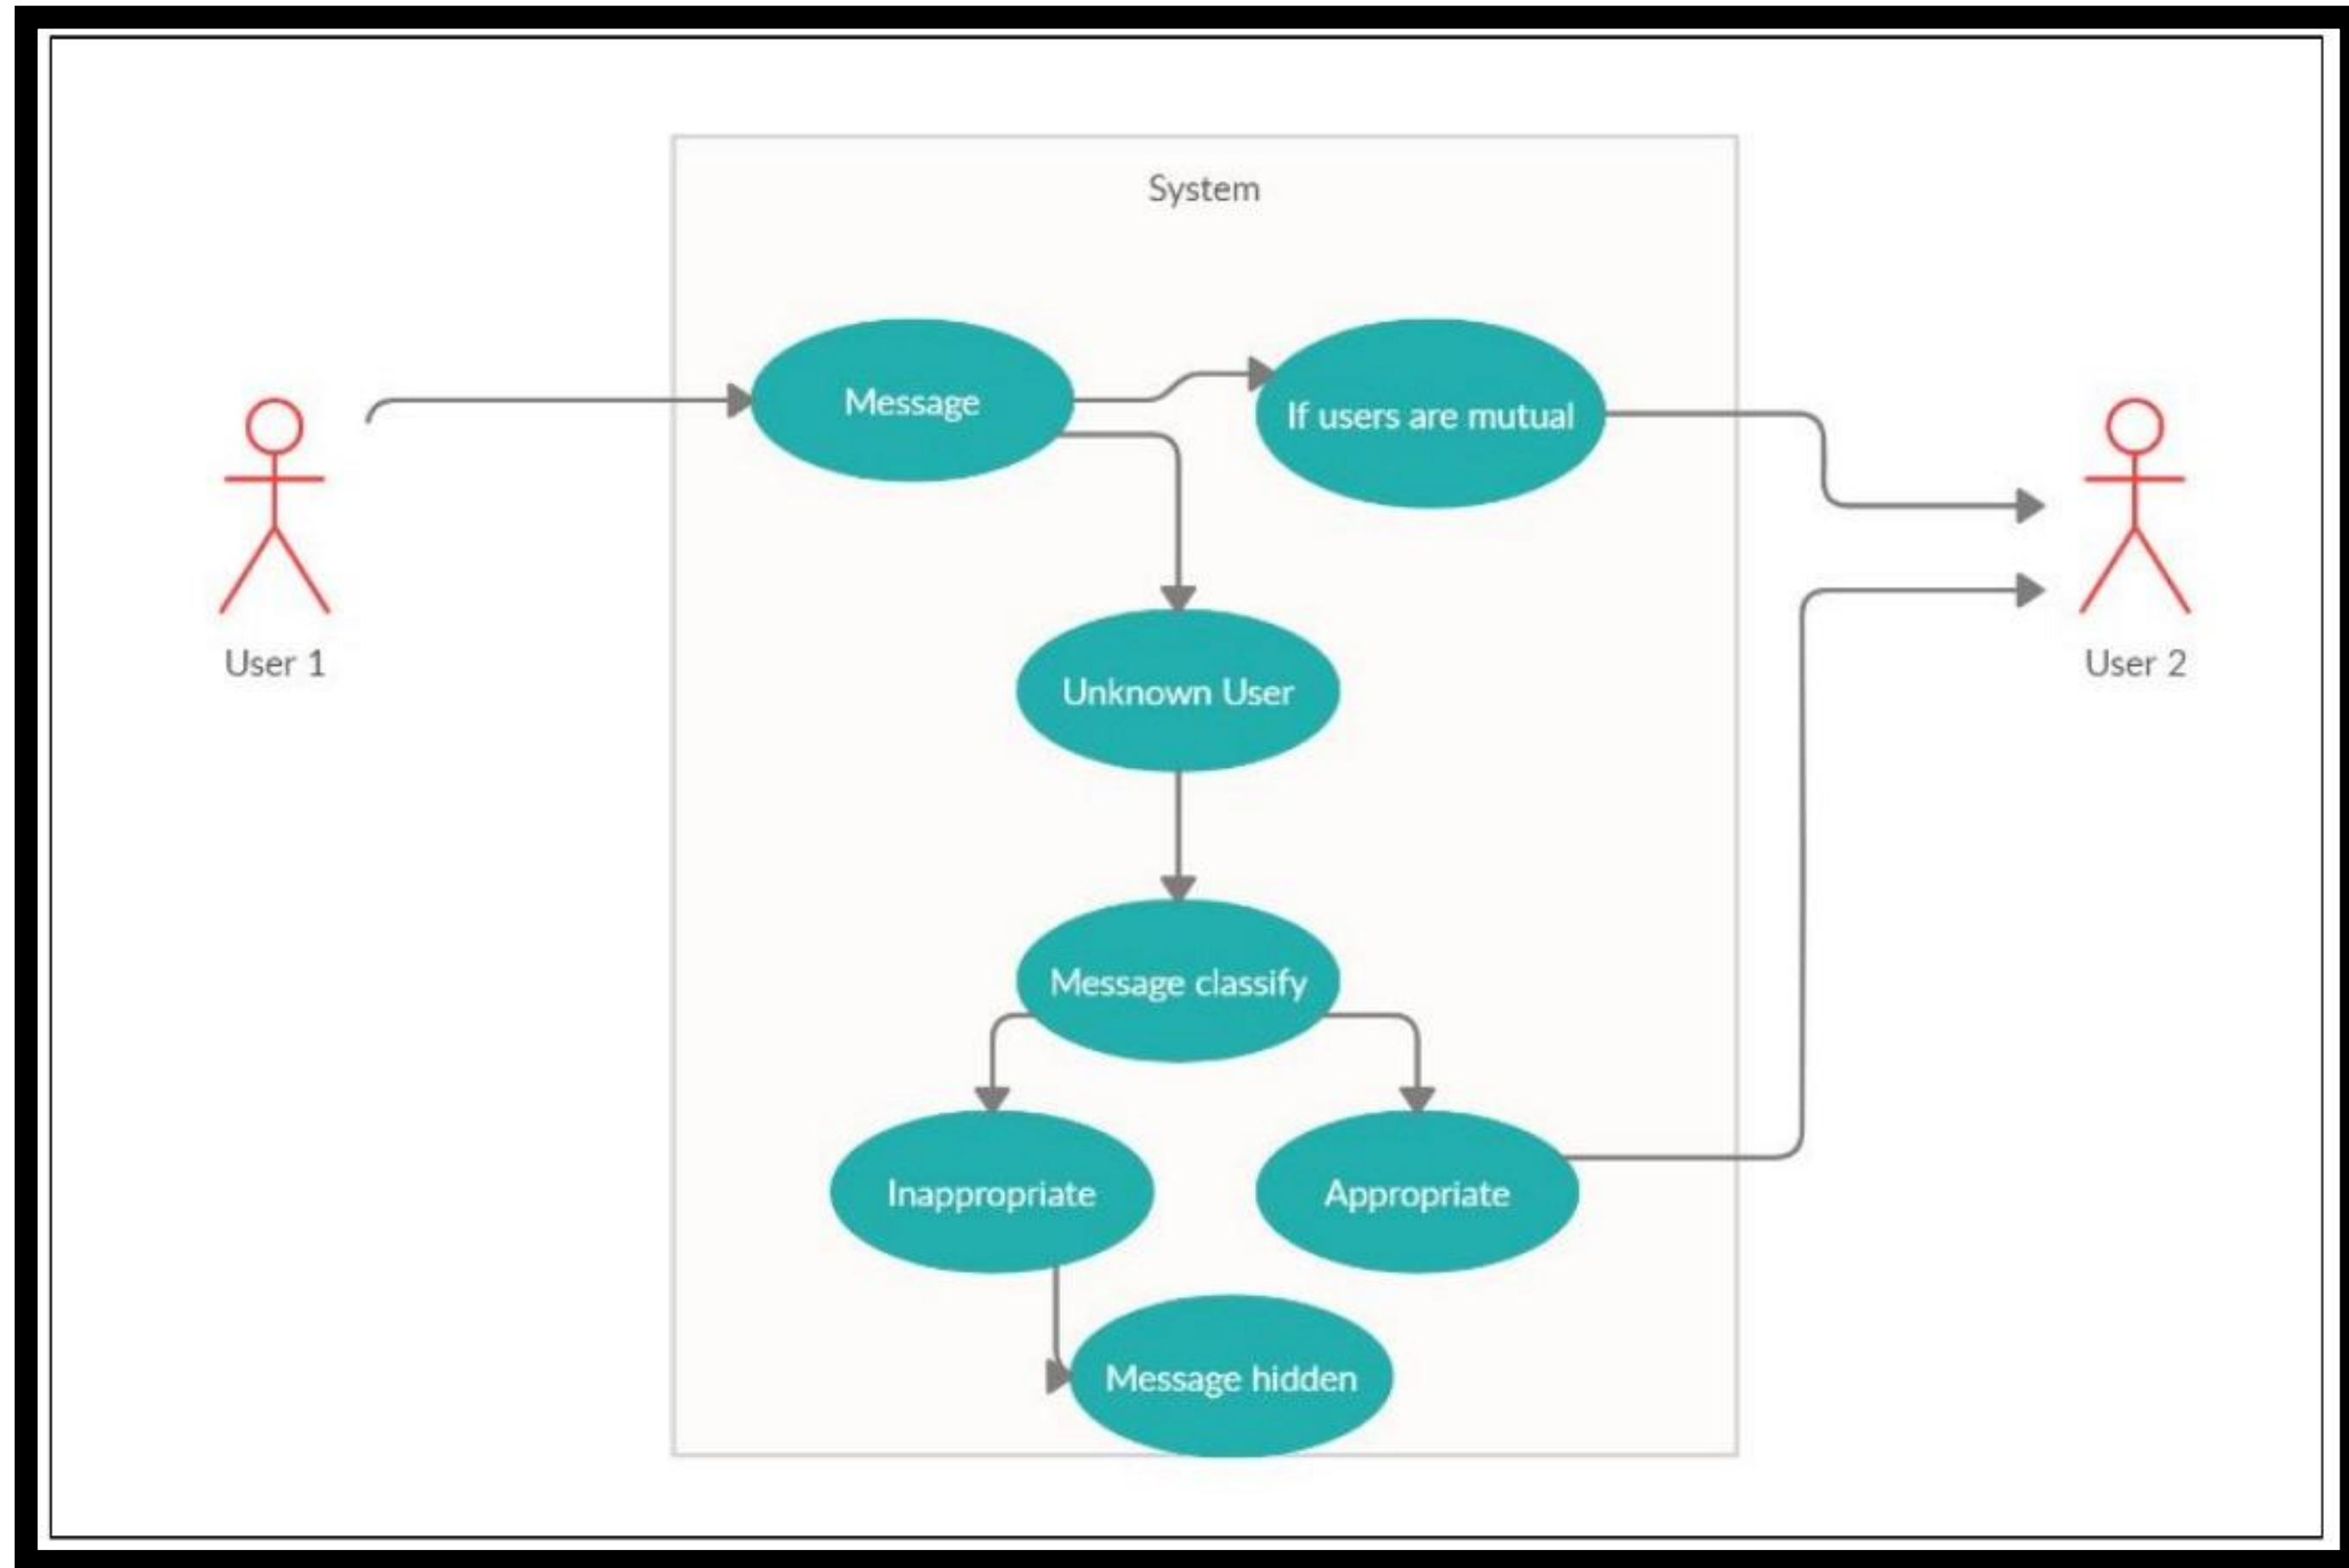 System
Message
If users are mutual
User 1
User 2
Unknown User
Message classify
Inappropriate
Appropriate
Message hidden